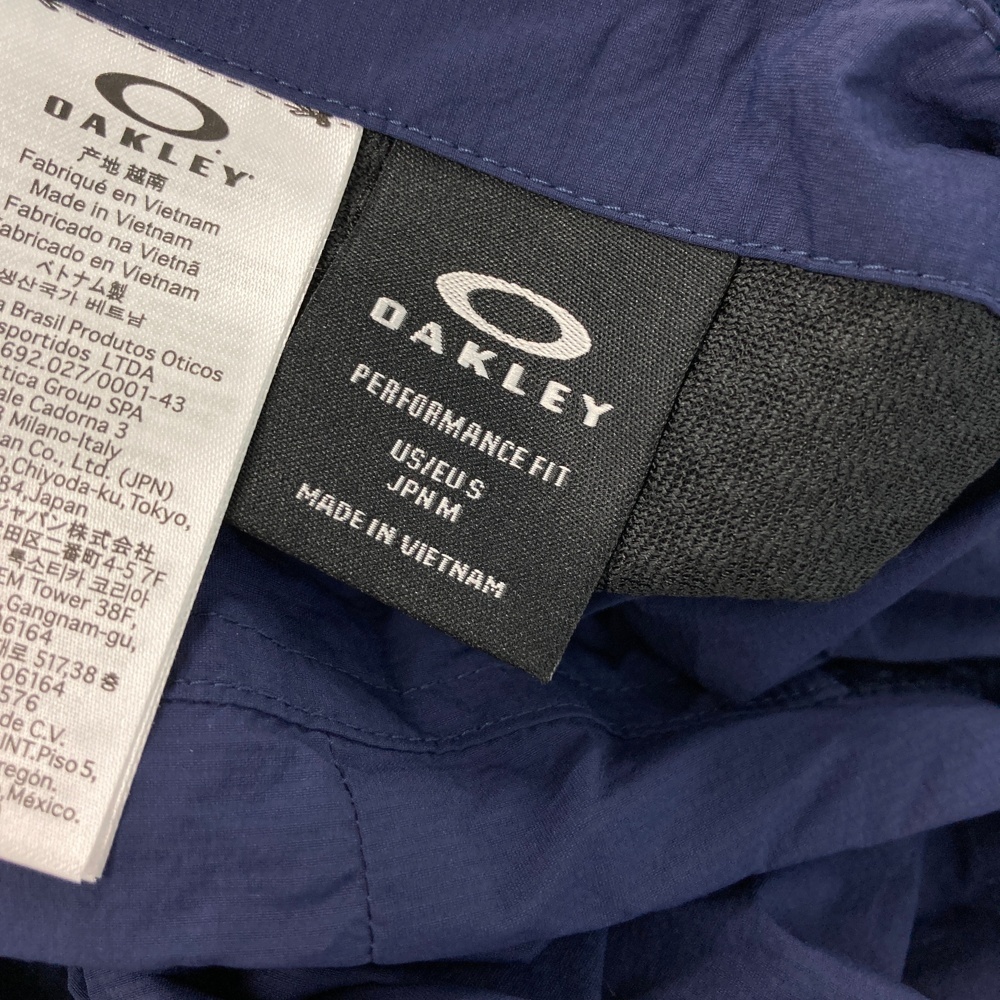 OAKLEY
产地 越南
Fabriqué en Vietnam
Made in Vietnam
Fabricado na Vietnã
abricado en Vietnam
ベトナム製
생산국가 베트남
Brasil Produtos Oticos
sportidos LTDA
692.027/0001-43
Group SPA
ale Cadorna 3
Milano-Italy
an Co., Ltd. (JPN)
Chiyoda-ku, Tokyo,
84, Japan
ジャパン株式会社
田区二番町4-5 7F
룩소티카 코리아
EM Tower 38F,
Gangnam-gu,
06164
517, 38 층
06164
576
de C.V.
INT. Piso 5,
regón.
México.
OAKLEY
PERFORMANCE FIT
US/EU S
JPN M
MADE IN VIETNAM